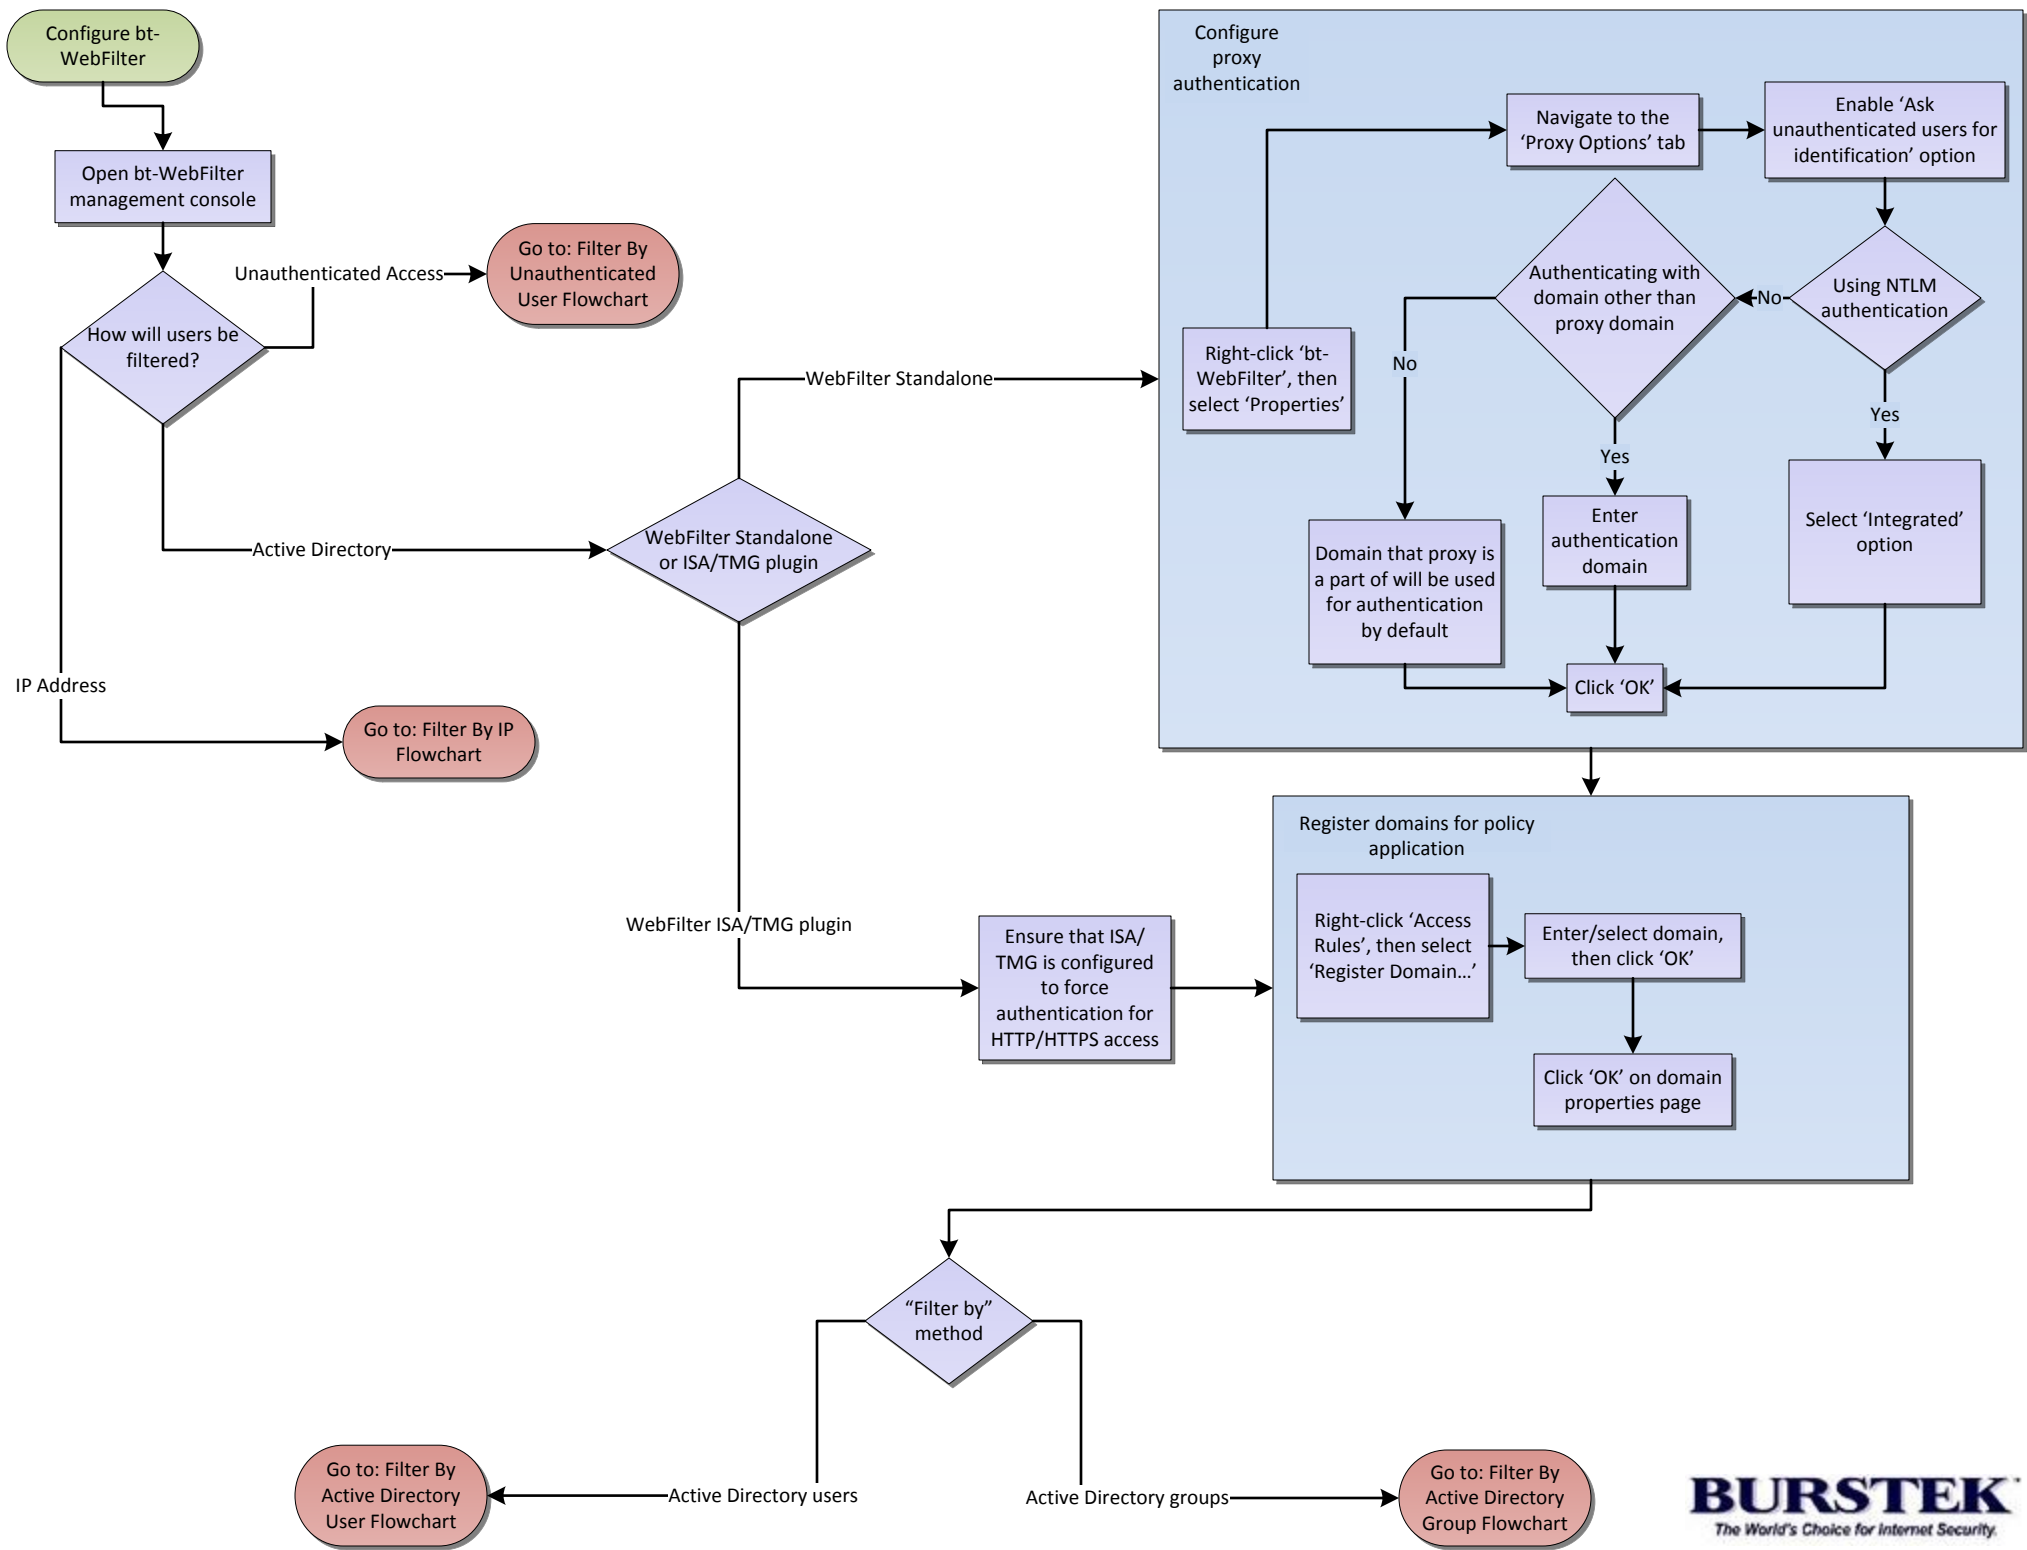 Configure bt-
WebFilter
Open bt-WebFilter
management console
How will users be
filtered?
Unauthenticated Access
Go to: Filter By
Unauthenticated
User Flowchart
IP Address
Go to: Filter By IP
Flowchart
Active Directory
WebFilter Standalone
or ISA/TMG plugin
WebFilter Standalone
Configure
proxy
authentication
Right-click ‘bt-
WebFilter’, then
select ‘Properties’
Navigate to the
‘Proxy Options’ tab
Enable ‘Ask
unauthenticated users for
identification’ option
Using NTLM
authentication
No
Authenticating with
domain other than
proxy domain
No
Yes
Yes
Domain that proxy is
a part of will be used
for authentication
by default
Enter
authentication
domain
Select ‘Integrated’
option
Click ‘OK’
WebFilter ISA/TMG plugin
Ensure that ISA/
TMG is configured
to force
authentication for
HTTP/HTTPS access
Register domains for policy
application
Right-click ‘Access
Rules’, then select
‘Register Domain…’
Enter/select domain,
then click ‘OK’
Click ‘OK’ on domain
properties page
“Filter by”
method
Active Directory users
Go to: Filter By
Active Directory
User Flowchart
Active Directory groups
Go to: Filter By
Active Directory
Group Flowchart
BURSTEK
The World's Choice for Internet Security.